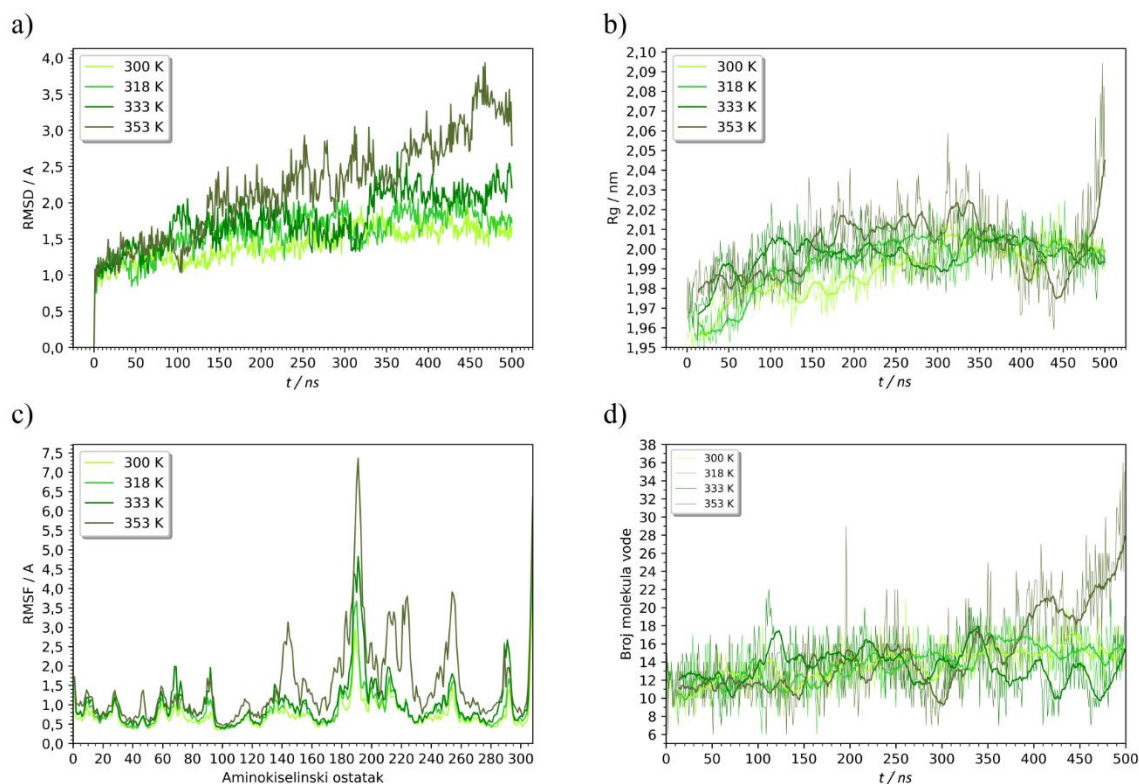 a)
4,0
3,5
3,0
2,5
2,0
1,5
1,0
0,5
0,0
RMSD / A
300 K
318 K
333 K
353 K
0 50 100 150 200 250 300 350 400 450 500
t / ns
b)
2,10
2,09
2,08
2,06
2,05
2,04
2,03
2,02
2,01
2,00
1,99
1,98
1,97
1,96
1,95
Rg / nm
300 K
318 K
333 K
353 K
0 50 100 150 200 250 300 350 400 450 500
t / ns
c)
7,5
7,0
6,5
6,0
5,5
5,0
4,5
4,0
3,5
3,0
2,5
2,0
1,5
1,0
0,5
0,0
RMSF / A
300 K
318 K
333 K
353 K
0 20 40 60 80 100 120 140 160 180 200 220 240 260 280 300
Aminokiselinski ostatak
d)
38
36
34
32
30
28
26
24
22
20
18
16
14
12
10
8
6
Broj molekula vode
300 K
318 K
333 K
353 K
0 50 100 150 200 250 300 350 400 450 500
t / ns